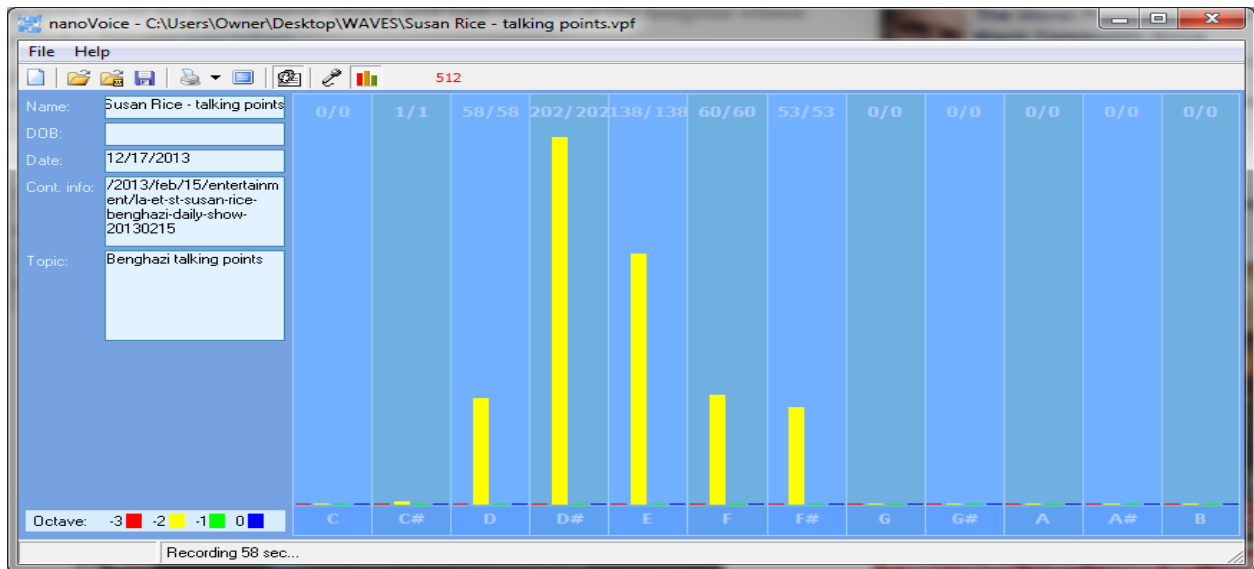 nanoVoice - C:\Users\Owner\Desktop\WAVES\Susan Rice - talking points.vpf
File Help
512
Name: Susan Rice - talking points
DOB:
Date: 12/17/2013
Cont. info: /2013/feb/15/entertainm
ent/la-et-st-susan-rice-
benghazi-daily-show-
20130215
Topic: Benghazi talking points
0/0 1/1 58/58 202/202 138/138 60/60 53/53 0/0 0/0 0/0 0/0 0/0
C C# D D# E F F# G G# A A# B
Octave: -3 -2 -1 0
Recording 58 sec...